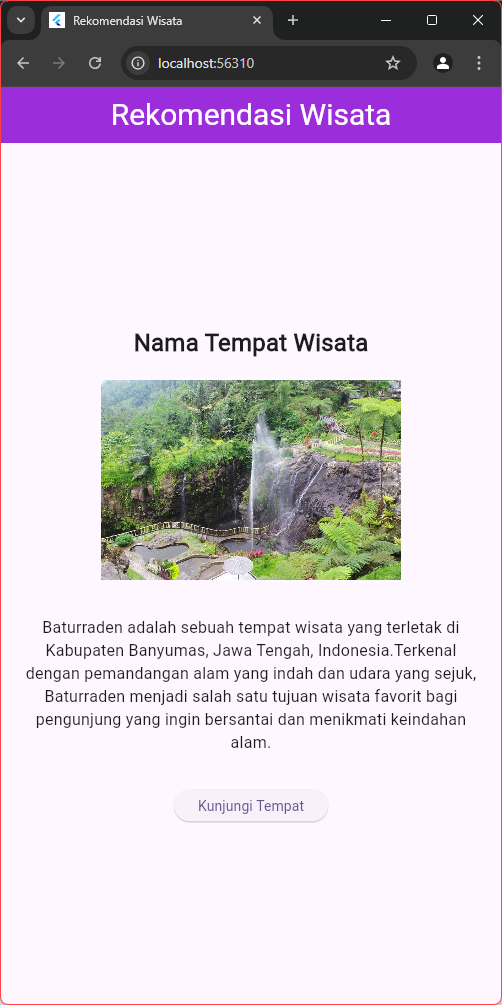 Rekomendasi Wisata
localhost:56310
Rekomendasi Wisata
Nama Tempat Wisata
Baturraden adalah sebuah tempat wisata yang terletak di
Kabupaten Banyumas, Jawa Tengah, Indonesia.Terkenal
dengan pemandangan alam yang indah dan udara yang sejuk,
Baturraden menjadi salah satu tujuan wisata favorit bagi
pengunjung yang ingin bersantai dan menikmati keindahan
alam.
Kunjungi Tempat